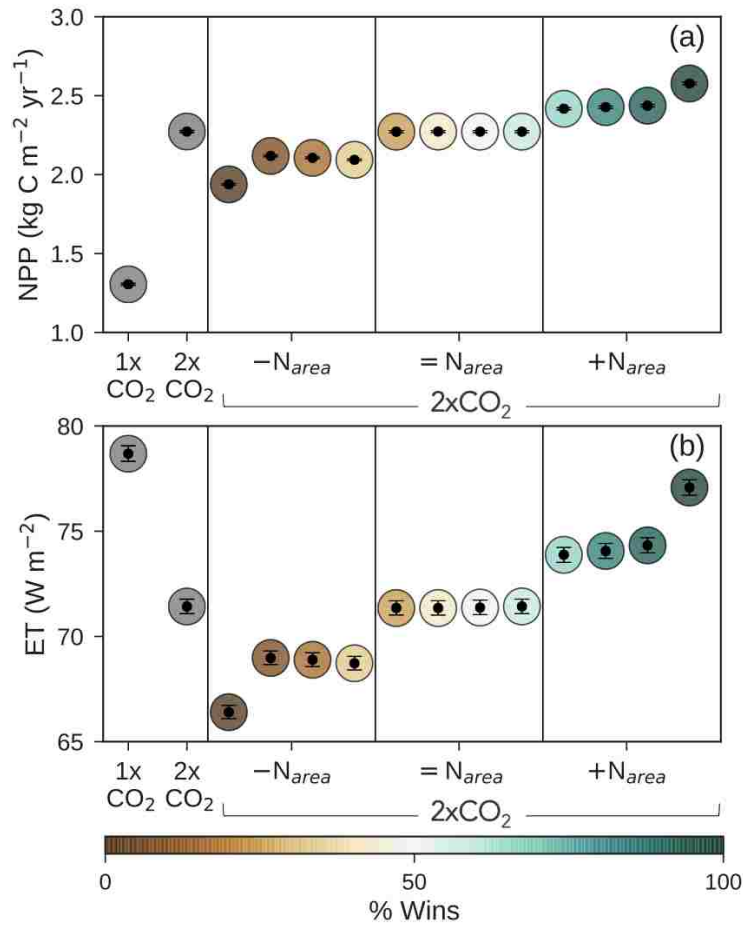 (a)
NPP (kg C m⁻² yr⁻¹)
3.0
2.5
2.0
1.5
1.0
1x CO₂
2x CO₂
−N_area
= N_area
+N_area
2xCO₂
(b)
ET (W m⁻²)
80
75
70
65
1x CO₂
2x CO₂
−N_area
= N_area
+N_area
2xCO₂
0
50
100
% Wins